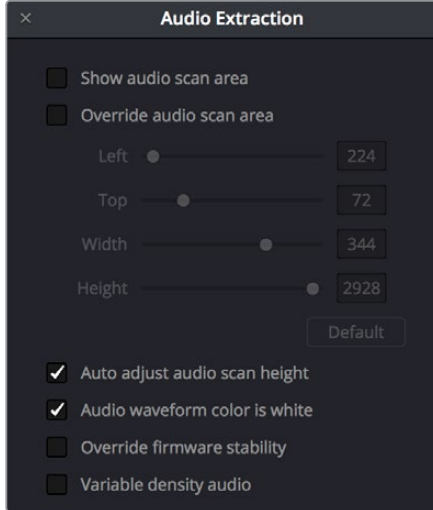 Audio Extraction
Show audio scan area
Override audio scan area
Left 224
Top 72
Width 344
Height 2928
Default
Auto adjust audio scan height
Audio waveform color is white
Override firmware stability
Variable density audio